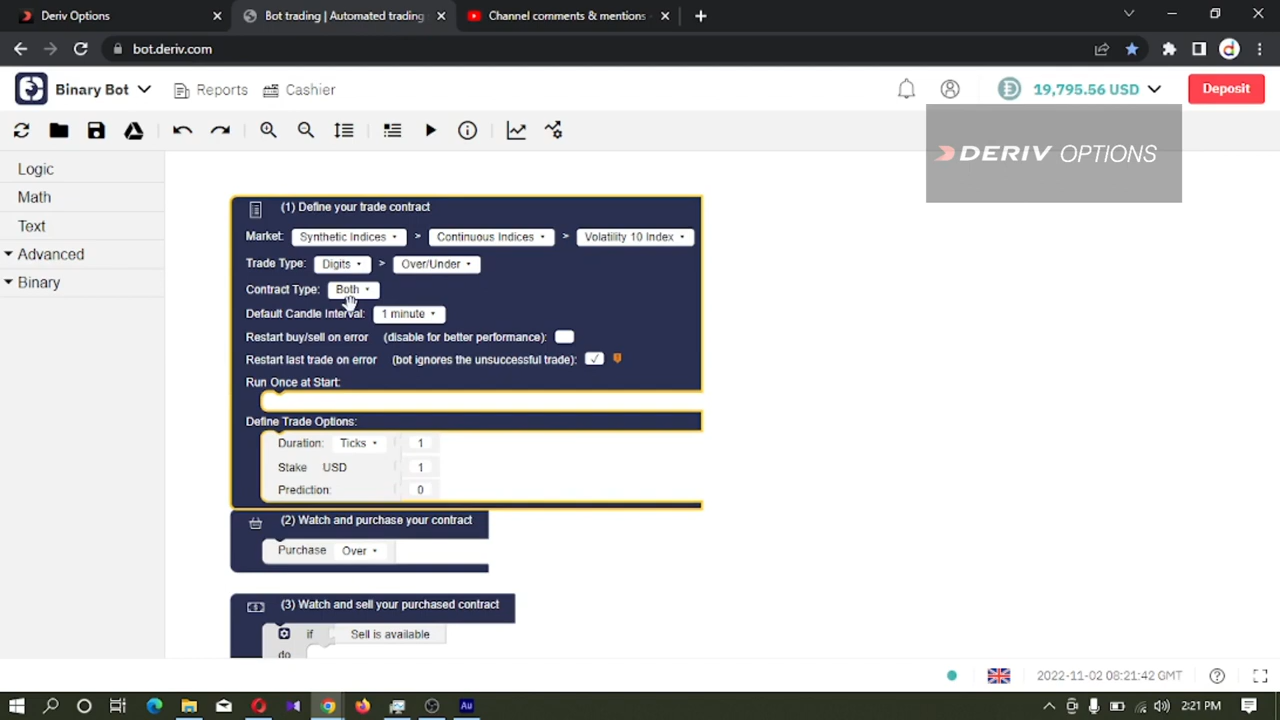 Deriv Options
Bot trading | Automated trading
Channel comments & mentions
bot.deriv.com
Binary Bot
Reports
Cashier
19,795.56 USD
Deposit
DERIV OPTIONS
Logic
Math
Text
Advanced
Binary
(1) Define your trade contract
Market: Synthetic Indices > Continuous Indices > Volatility 10 Index
Trade Type: Digits > Over/Under
Contract Type: Both
Default Candle Interval: 1 minute
Restart buy/sell on error (disable for better performance):
Restart last trade on error (bot ignores the unsuccessful trade): ✓
Run Once at Start:
Define Trade Options:
Duration: Ticks 1
Stake USD 1
Prediction: 0
(2) Watch and purchase your contract
Purchase Over
(3) Watch and sell your purchased contract
if Sell is available
do
2022-11-02 08:21:42 GMT
Au
2:21 PM